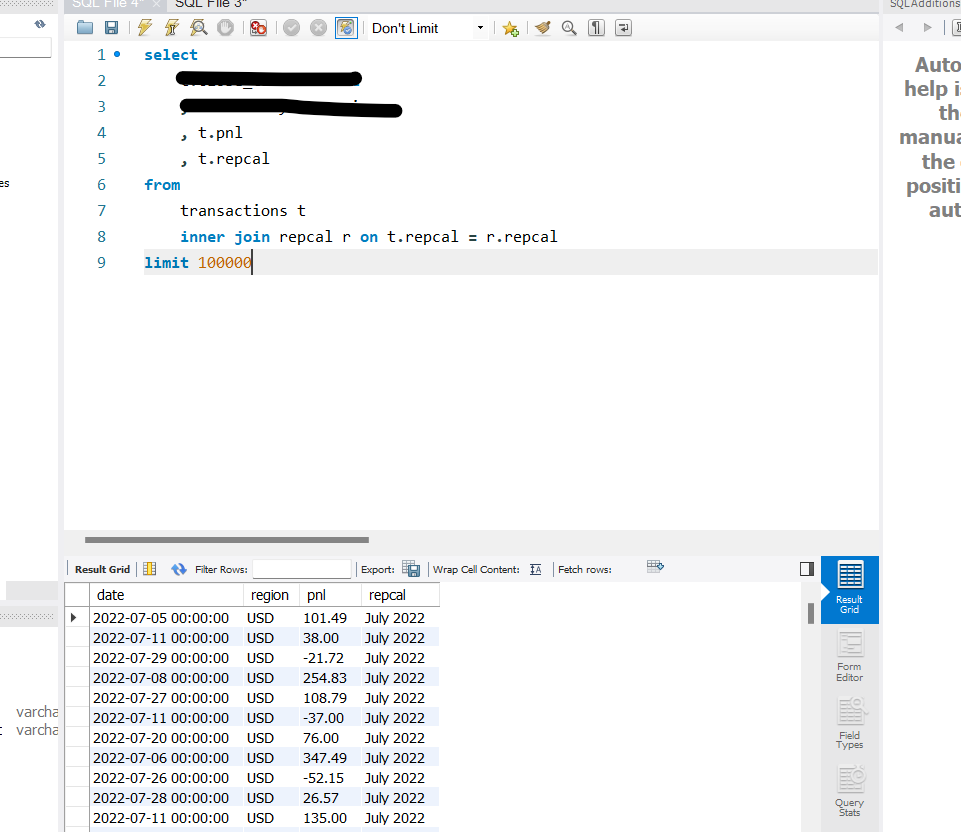 SQL File 4* × SQL File 3*
SQLAdditions
Don't Limit
1 select
2
3 ,
4 , t.pnl
5 , t.repcal
6 from
7 transactions t
8 inner join repcal r on t.repcal = r.repcal
9 limit 100000
Auto
help i
th
manua
the
positi
aut
es
Result Grid Filter Rows: Export: Wrap Cell Content: Fetch rows:
date region pnl repcal
2022-07-05 00:00:00 USD 101.49 July 2022
2022-07-11 00:00:00 USD 38.00 July 2022
2022-07-29 00:00:00 USD -21.72 July 2022
2022-07-08 00:00:00 USD 254.83 July 2022
2022-07-27 00:00:00 USD 108.79 July 2022
2022-07-11 00:00:00 USD -37.00 July 2022
2022-07-20 00:00:00 USD 76.00 July 2022
2022-07-06 00:00:00 USD 347.49 July 2022
2022-07-26 00:00:00 USD -52.15 July 2022
2022-07-28 00:00:00 USD 26.57 July 2022
2022-07-11 00:00:00 USD 135.00 July 2022
Result
Grid
Form
Editor
Field
Types
Query
Stats
varcha
varcha